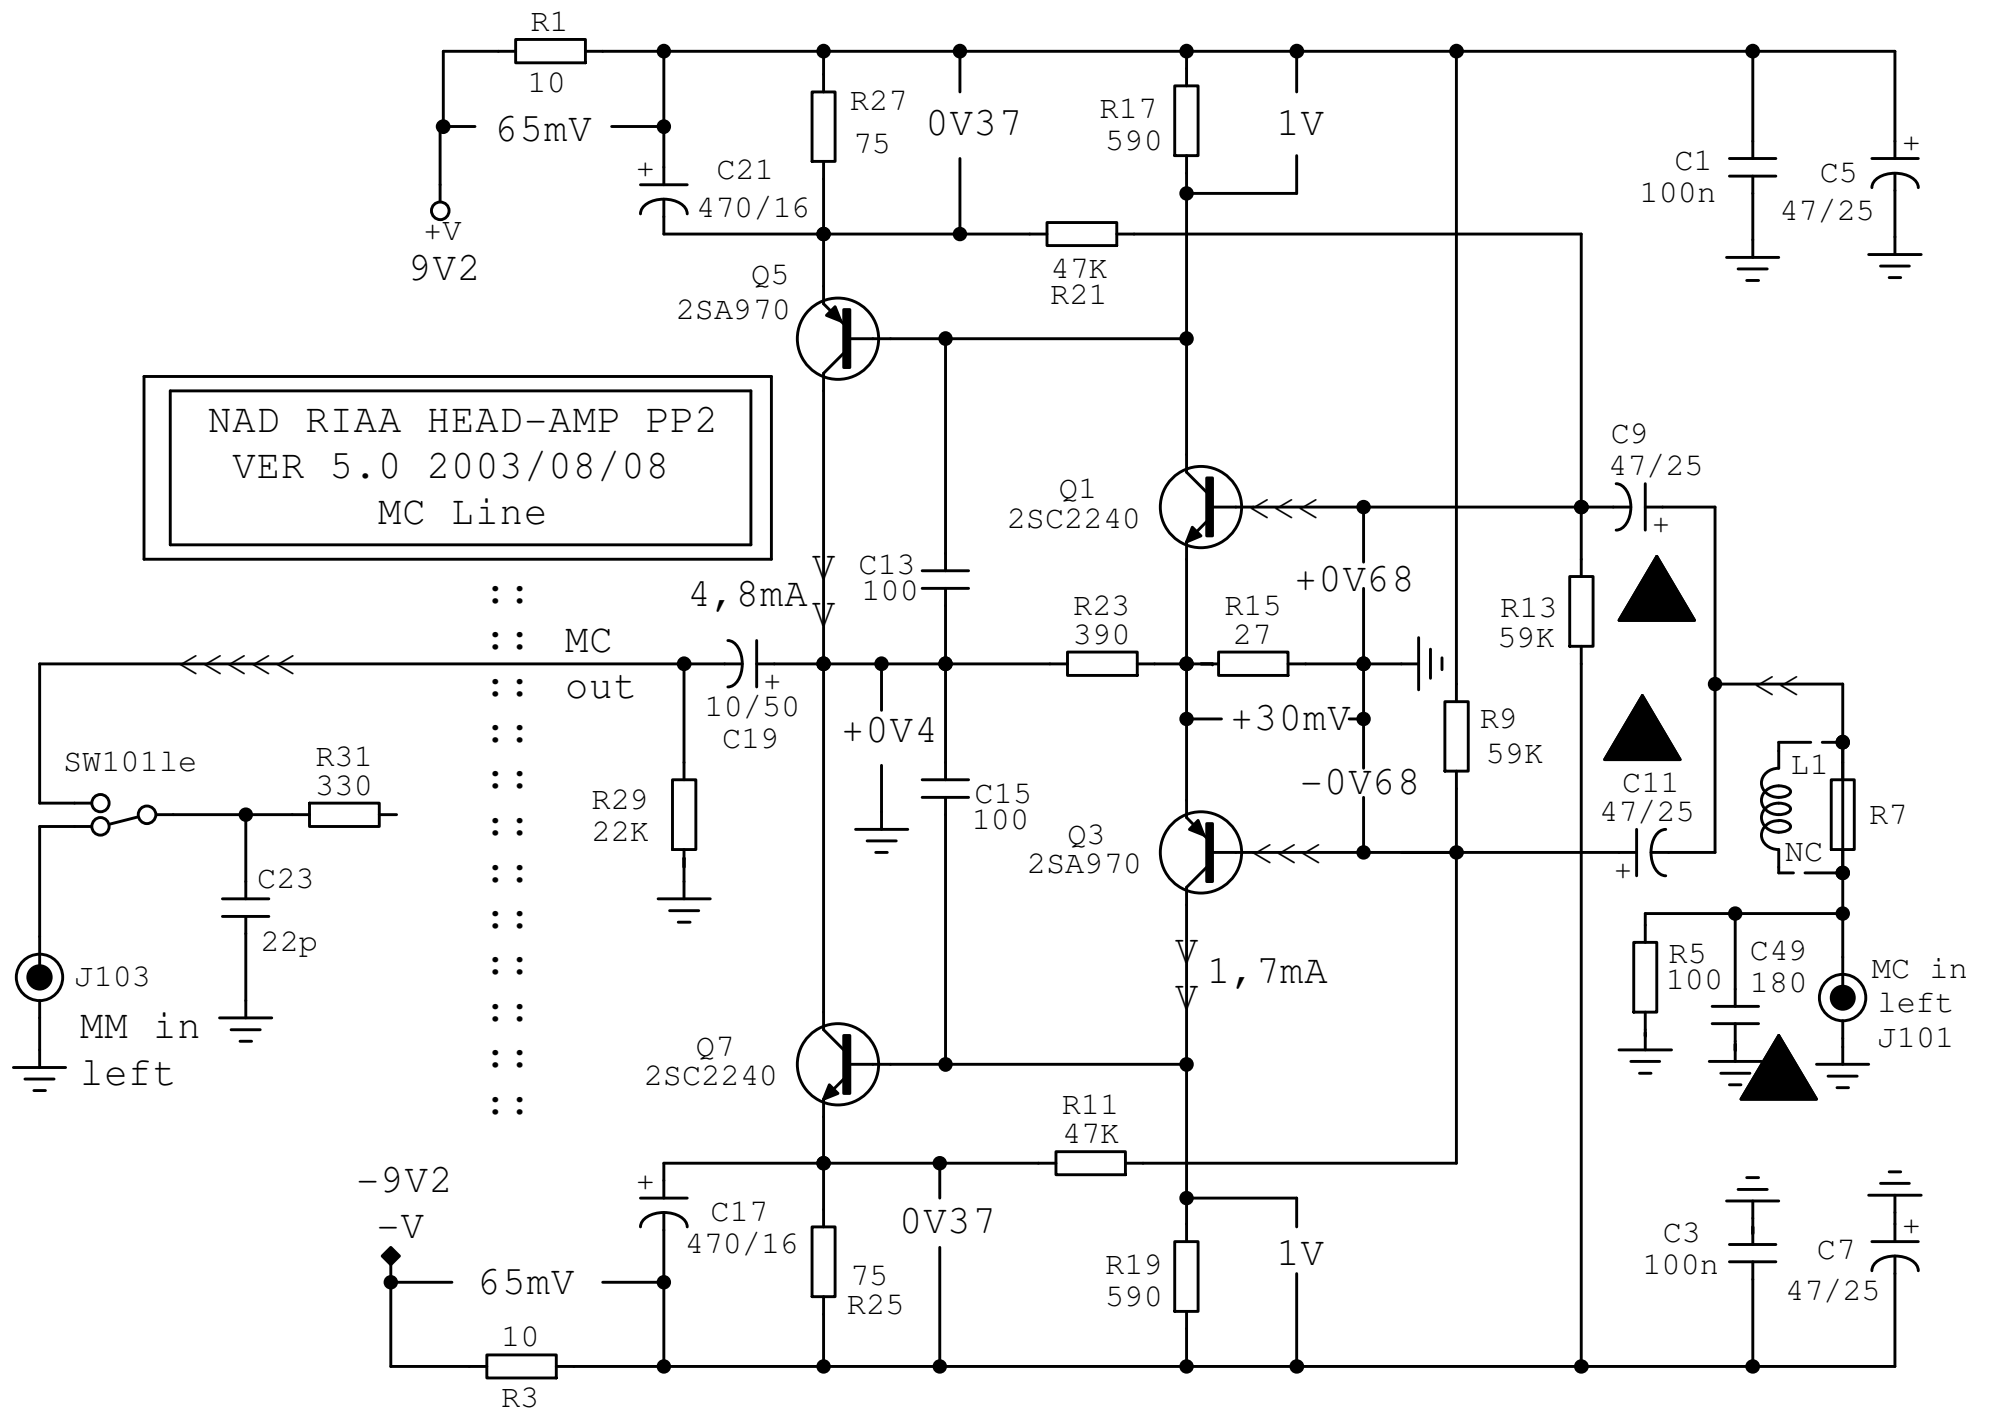 R1
10
65mV
+V
9V2
C21
470/16
R27
75
0V37
R17
590
1V
47K
R21
C1
100n
+
C5
47/25
+
Q5
2SA970
NAD RIAA HEAD-AMP PP2
VER 5.0 2003/08/08
MC Line
Q1
2SC2240
C9
47/25
+
4,8mA
C13
100
+0V68
R13
59K
R23
390
R15
27
MC
out
10/50
C19
+
+0V4
+30mV
-0V68
R9
59K
SW101le
R31
330
R29
22K
C15
100
Q3
2SA970
C11
47/25
+
L1
NC
R7
C23
22p
J103
MM in
left
1,7mA
R5
100
C49
180
MC in
left
J101
Q7
2SC2240
R11
47K
-9V2
-V
65mV
10
R3
+
C17
470/16
75
R25
0V37
R19
590
1V
C3
100n
+
C7
47/25